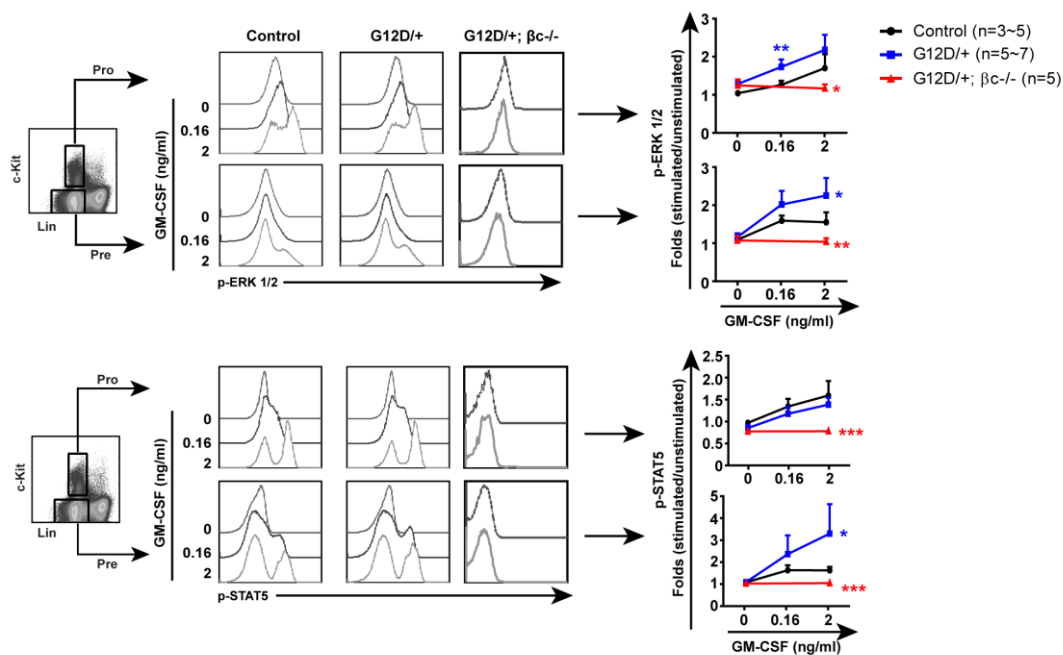 Control G12D/+ G12D/+; βc-/-
Pro
c-Kit
Lin
Pre
GM-CSF (ng/ml)
0
0.16
2
0
0.16
2
p-ERK 1/2
p-ERK 1/2
Folds (stimulated/unstimulated)
3
2
1
0 0.16 2
3
2
1
0
0 0.16 2
GM-CSF (ng/ml)
Control (n=3~5)
G12D/+ (n=5~7)
G12D/+; βc-/- (n=5)
**
*
*
**
Pro
c-Kit
Lin
Pre
GM-CSF (ng/ml)
0
0.16
2
0
0.16
2
p-STAT5
p-STAT5
Folds (stimulated/unstimulated)
2.5
2.0
1.5
1.0
0.5
0 0.16 2
***
5
4
3
2
1
0
0 0.16 2
*
***
GM-CSF (ng/ml)